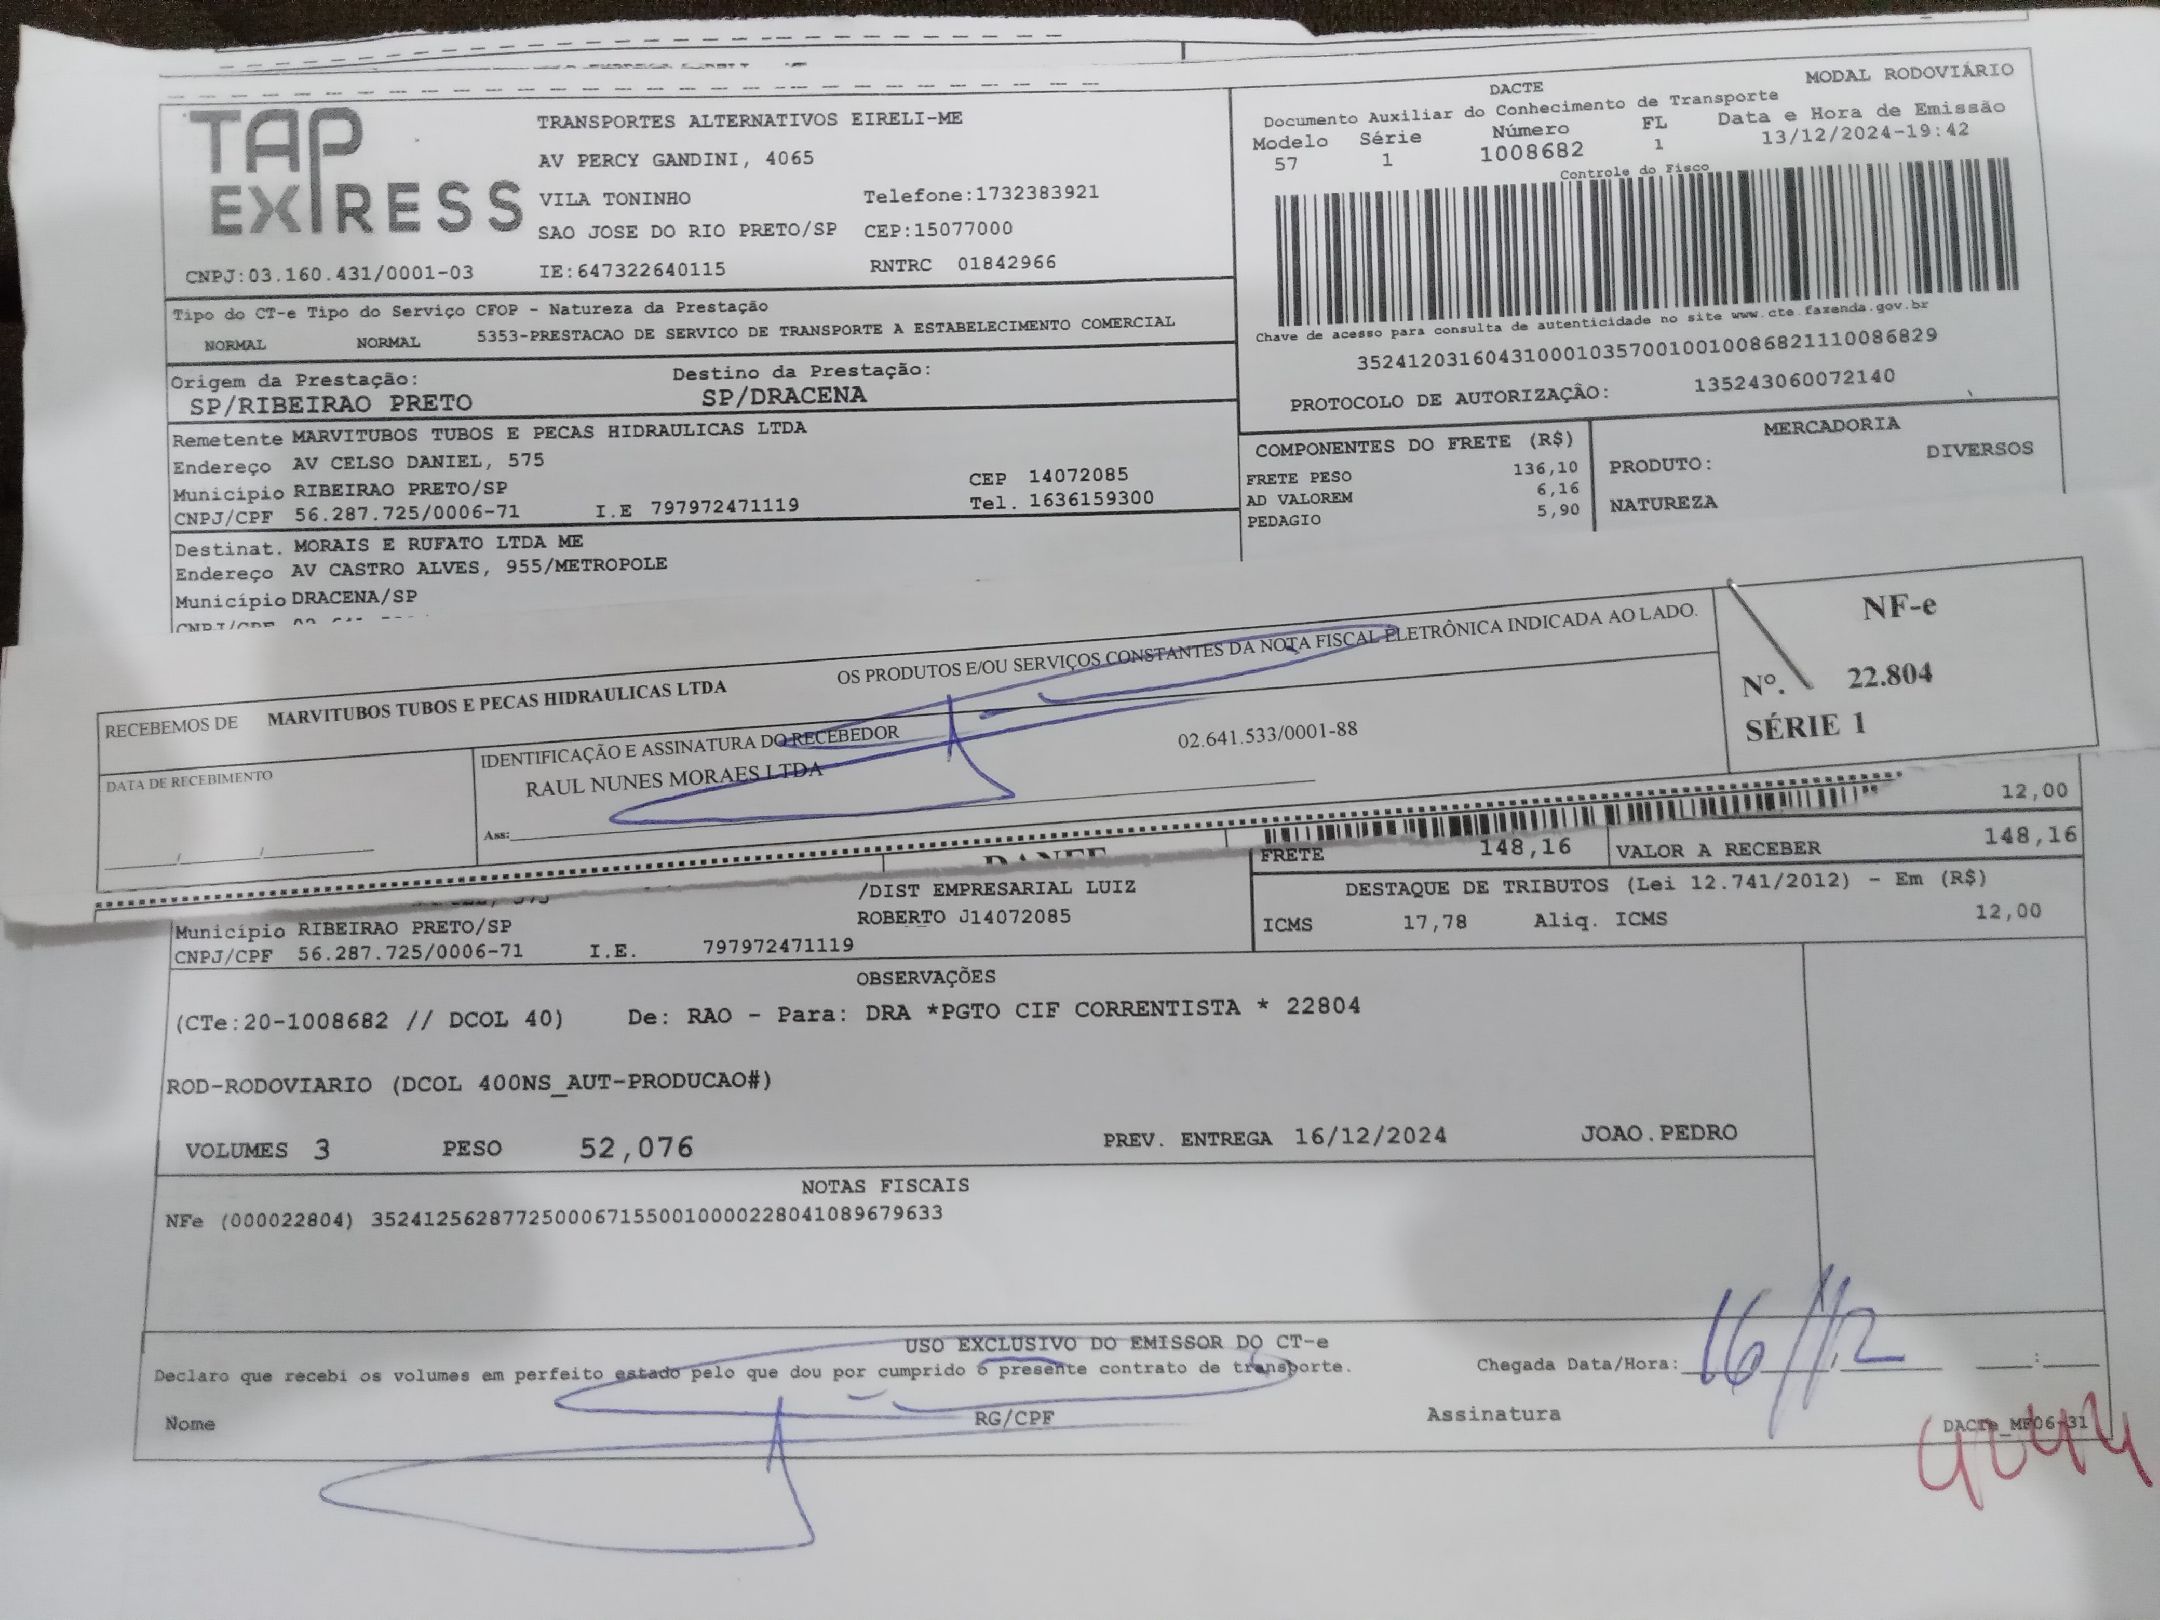 TAP EXPRESS
TRANSPORTES ALTERNATIVOS EIRELI-ME
AV PERCY GANDINI, 4065
VILA TONINHO Telefone:1732383921
SAO JOSE DO RIO PRETO/SP CEP:15077000
CNPJ:03.160.431/0001-03 IE:647322640115 RNTRC 01842966
MODAL RODOVIÁRIO
DACTE
Documento Auxiliar do Conhecimento de Transporte
Modelo Série Número FL Data e Hora de Emissão
57 1 1008682 1 13/12/2024-19:42
Controle do Fisco
Chave de acesso para consulta de autenticidade no site www.cte.fazenda.gov.br
35241203160431000103570010010086821110086829
PROTOCOLO DE AUTORIZAÇÃO: 135243060072140
Tipo do CT-e Tipo do Serviço CFOP - Natureza da Prestação
NORMAL NORMAL 5353-PRESTACAO DE SERVICO DE TRANSPORTE A ESTABELECIMENTO COMERCIAL
Origem da Prestação: Destino da Prestação:
SP/RIBEIRAO PRETO SP/DRACENA
Remetente MARVITUBOS TUBOS E PECAS HIDRAULICAS LTDA
Endereço AV CELSO DANIEL, 575
Município RIBEIRAO PRETO/SP CEP 14072085
CNPJ/CPF 56.287.725/0006-71 I.E 797972471119 Tel. 1636159300
COMPONENTES DO FRETE (R$)
FRETE PESO 136,10
AD VALOREM 6,16
PEDAGIO 5,90
MERCADORIA
PRODUTO: DIVERSOS
NATUREZA
Destinat. MORAIS E RUFATO LTDA ME
Endereço AV CASTRO ALVES, 955/METROPOLE
Município DRACENA/SP
CNPJ/CPF
RECEBEMOS DE MARVITUBOS TUBOS E PECAS HIDRAULICAS LTDA OS PRODUTOS E/OU SERVIÇOS CONSTANTES DA NOTA FISCAL ELETRÔNICA INDICADA AO LADO.
DATA DE RECEBIMENTO
IDENTIFICAÇÃO E ASSINATURA DO RECEBEDOR
RAUL NUNES MORAES LTDA 02.641.533/0001-88
Ass:
NF-e
Nº. 22.804
SÉRIE 1
DANFE
12,00
FRETE 148,16 VALOR A RECEBER 148,16
/DIST EMPRESARIAL LUIZ
Município RIBEIRAO PRETO/SP ROBERTO J14072085
CNPJ/CPF 56.287.725/0006-71 I.E. 797972471119
DESTAQUE DE TRIBUTOS (Lei 12.741/2012) - Em (R$)
ICMS 17,78 Aliq. ICMS 12,00
OBSERVAÇÕES
(CTe:20-1008682 // DCOL 40) De: RAO - Para: DRA *PGTO CIF CORRENTISTA * 22804
ROD-RODOVIARIO (DCOL 400NS_AUT-PRODUCAO#)
VOLUMES 3 PESO 52,076 PREV. ENTREGA 16/12/2024 JOAO.PEDRO
NOTAS FISCAIS
NFe (000022804) 35241256287725000671550010000228041089679633
USO EXCLUSIVO DO EMISSOR DO CT-e
Declaro que recebi os volumes em perfeito estado pelo que dou por cumprido o presente contrato de transporte. Chegada Data/Hora: 16/12
Nome RG/CPF Assinatura DACTe_MF06-31